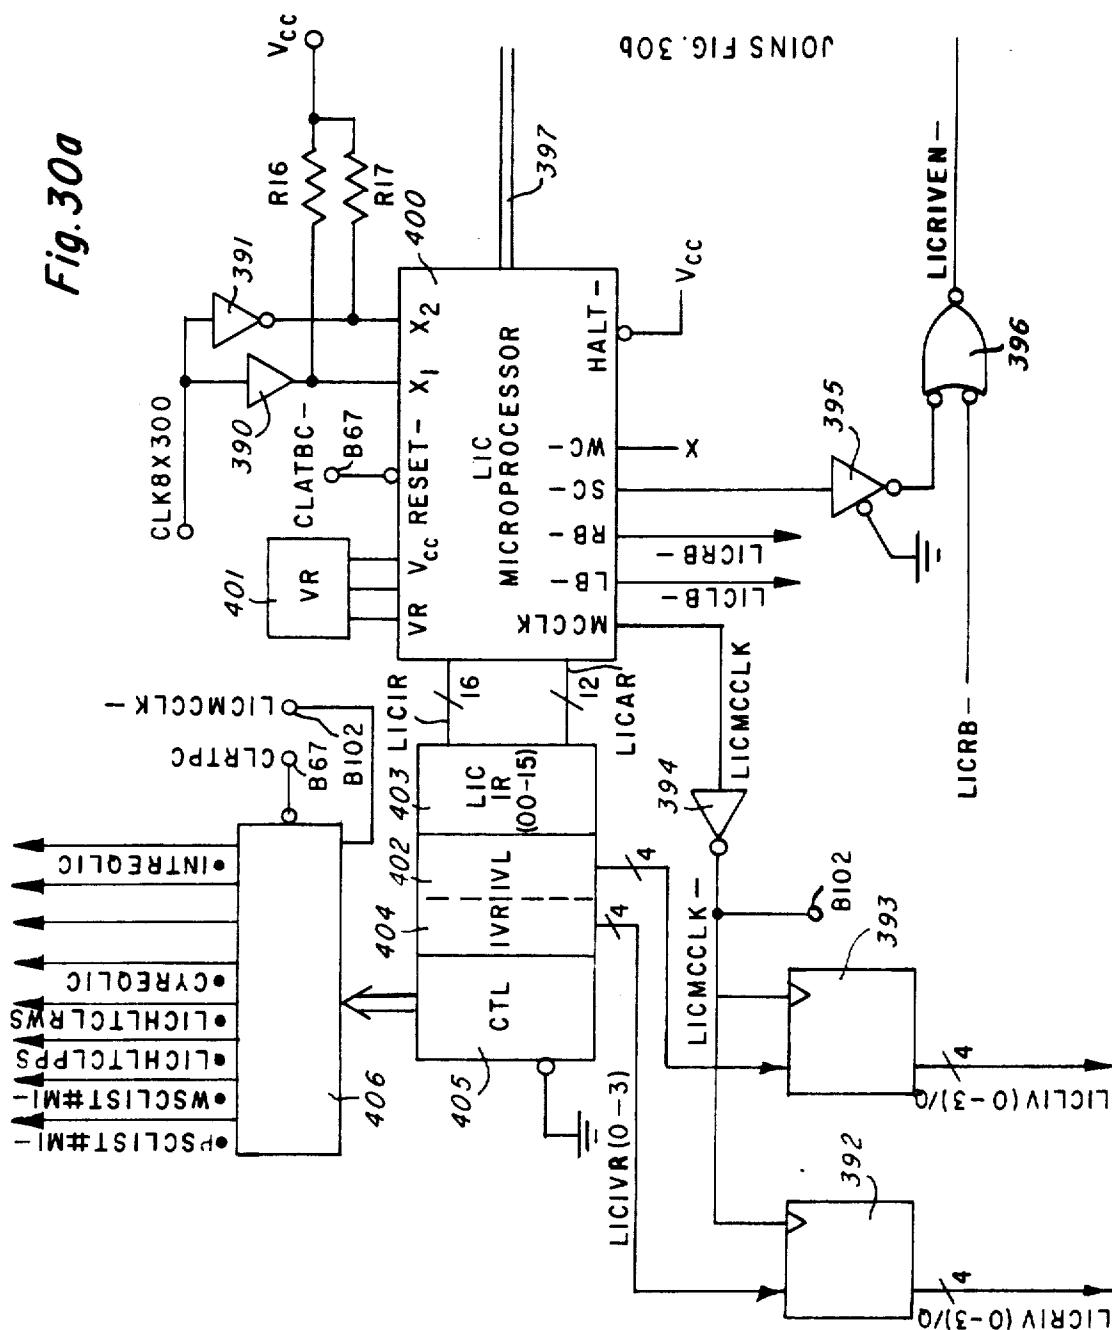 Fig. 30a
VCC
R16
R17
391
390
CLK8X300
CLATBC-
B67
401
VR
VR
VCC
RESET-
X1
X2
400
LIC
MICROPROCESSOR
MCCLK
LB-
RB-
SC-
WC-
HALT-
VCC
X
397
JOINS FIG. 30b
LICLB-
LICRB-
395
396
LICRIVEN-
LICRB-
LICMCCLK-
B102
CLRTPC
B67
LICIR
16
12
LICAR
403
LIC
IR
(00-15)
402
IVL
404
IVR
405
CTL
406
•INTREQLIC
•CYREQLIC
•LICHLTCLRWS
•LICHLTCLPPS
•WSCLIST#MI-
•PSCLIST#MI-
4
4
394
LICMCCLK
LICMCCLK-
B102
LICIVR(0-3)
393
392
4
LICLIV(0-3)/Q
4
LICRIV(0-3)/Q